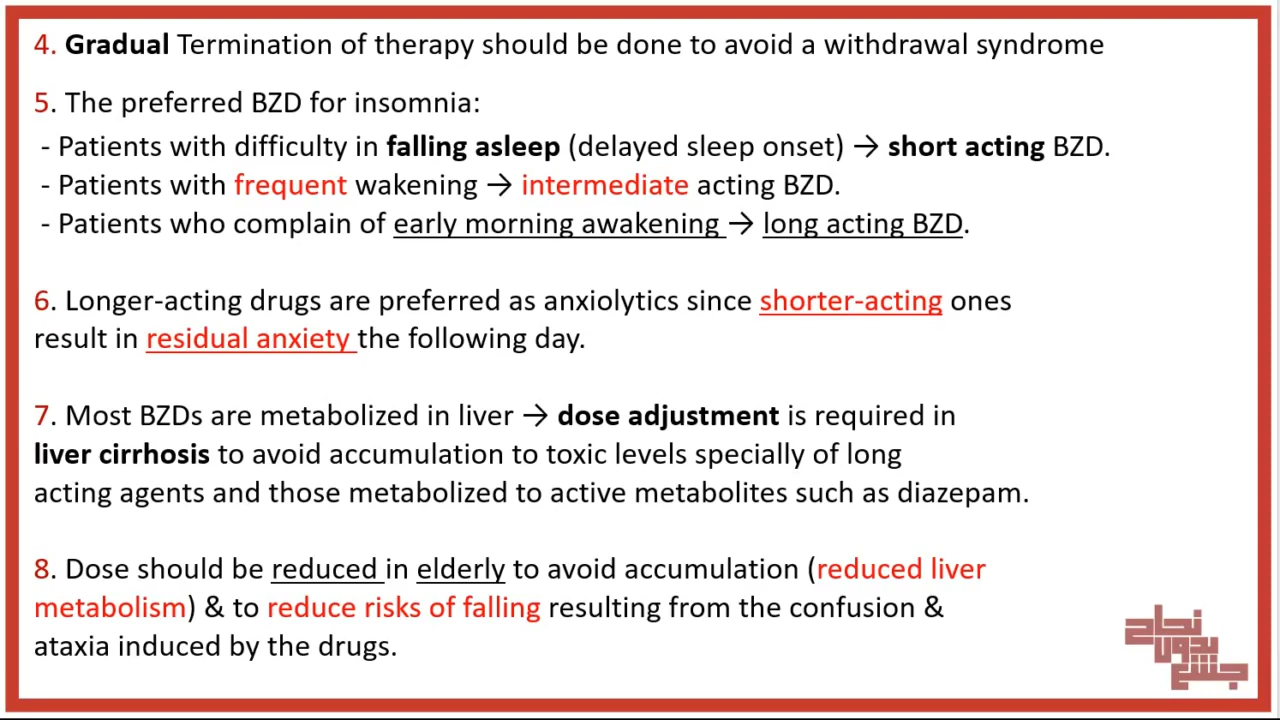 4. Gradual Termination of therapy should be done to avoid a withdrawal syndrome
5. The preferred BZD for insomnia:
- Patients with difficulty in falling asleep (delayed sleep onset) → short acting BZD.
- Patients with frequent wakening → intermediate acting BZD.
- Patients who complain of early morning awakening → long acting BZD.
6. Longer-acting drugs are preferred as anxiolytics since shorter-acting ones
result in residual anxiety the following day.
7. Most BZDs are metabolized in liver → dose adjustment is required in
liver cirrhosis to avoid accumulation to toxic levels specially of long
acting agents and those metabolized to active metabolites such as diazepam.
8. Dose should be reduced in elderly to avoid accumulation (reduced liver
metabolism) & to reduce risks of falling resulting from the confusion &
ataxia induced by the drugs.
نجاح
بدون
جشع